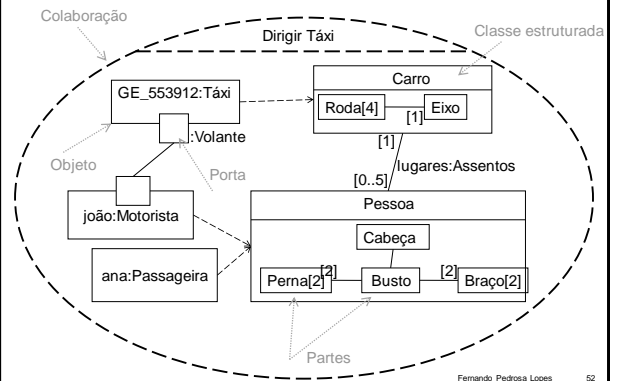 Colaboração
Classe estruturada
Dirigir Táxi
Carro
GE_553912:Táxi
Roda[4]
Eixo
[1]
:Volante
[1]
Objeto
Porta
lugares:Assentos
[0..5]
Pessoa
joão:Motorista
Cabeça
ana:Passageira
Perna[2]
[2]
Busto
[2]
Braço[2]
Partes
Fernando Pedrosa Lopes 52